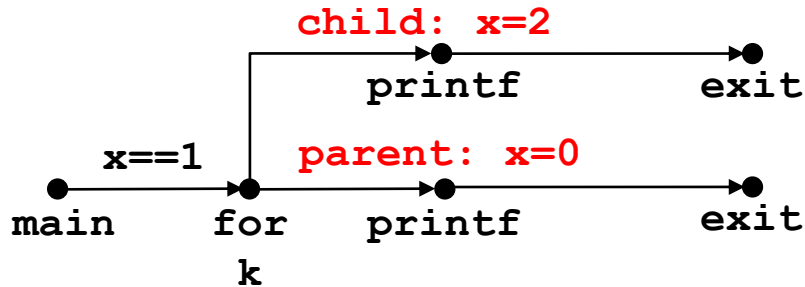 child: x=2
printf
exit
x==1
parent: x=0
main
for
k
printf
exit